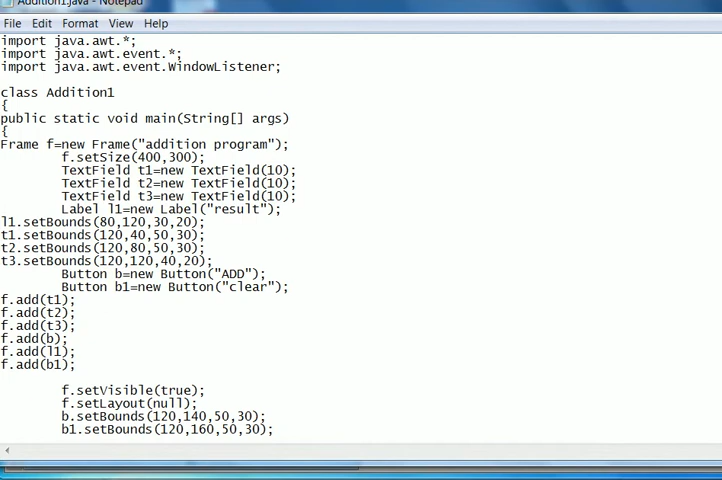 Addition1.java - Notepad
File Edit Format View Help
import java.awt.*;
import java.awt.event.*;
import java.awt.event.WindowListener;
class Addition1
{
public static void main(String[] args)
{
Frame f=new Frame("addition program");
f.setSize(400,300);
TextField t1=new TextField(10);
TextField t2=new TextField(10);
TextField t3=new TextField(10);
Label l1=new Label("result");
l1.setBounds(80,120,30,20);
t1.setBounds(120,40,50,30);
t2.setBounds(120,80,50,30);
t3.setBounds(120,120,40,20);
Button b=new Button("ADD");
Button b1=new Button("clear");
f.add(t1);
f.add(t2);
f.add(t3);
f.add(b);
f.add(l1);
f.add(b1);
f.setVisible(true);
f.setLayout(null);
b.setBounds(120,140,50,30);
b1.setBounds(120,160,50,30);